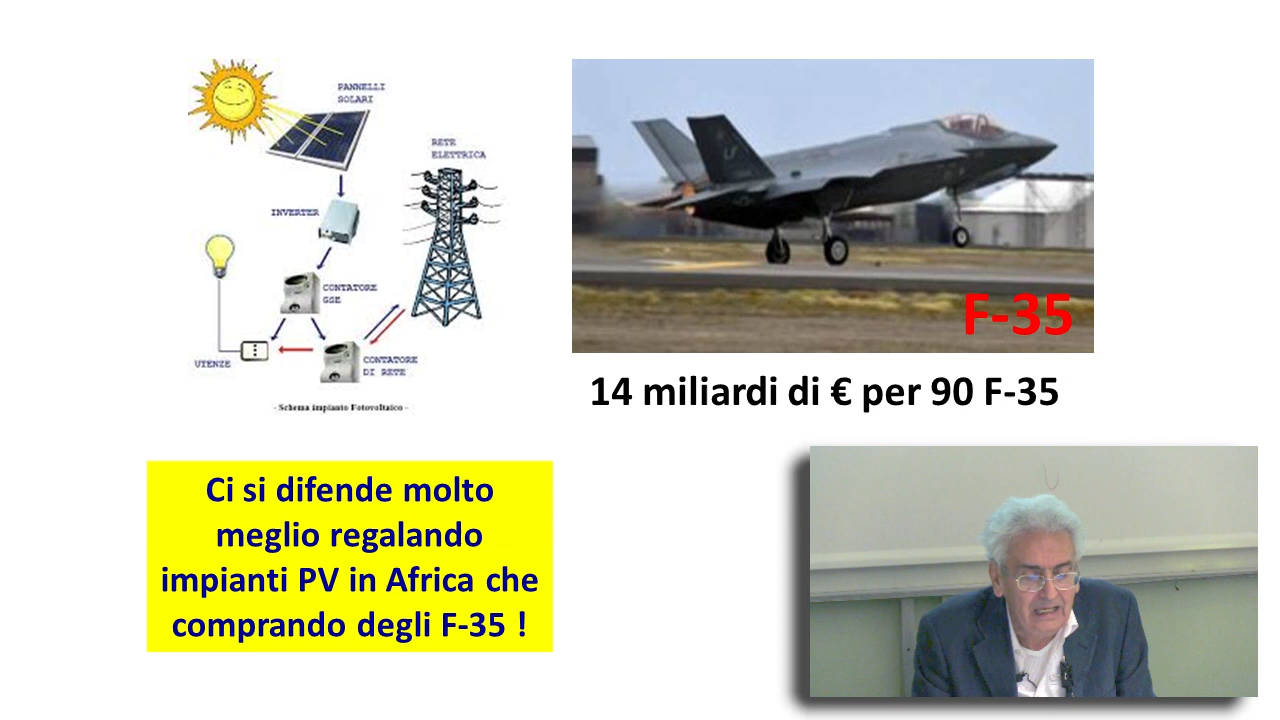 PANNELLI
SOLARI
RETE
ELETTRICA
INVERTER
CONTATORE
GSE
UTENZE
CONTATORE
DI RETE
- Schema impianto Fotovoltaico -
LF
F-35
14 miliardi di € per 90 F-35
Ci si difende molto
meglio regalando
impianti PV in Africa che
comprando degli F-35 !